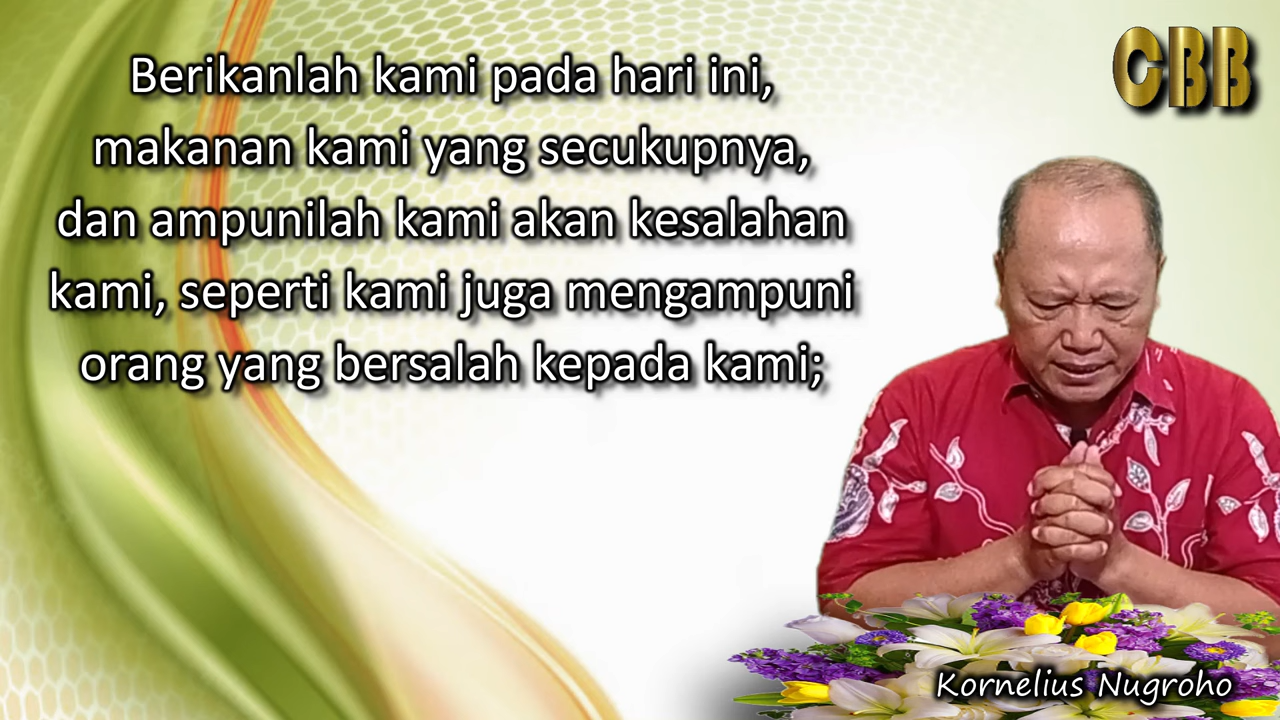 Berikanlah kami pada hari ini,
makanan kami yang secukupnya,
dan ampunilah kami akan kesalahan
kami, seperti kami juga mengampuni
orang yang bersalah kepada kami;
CBB
Kornelius Nugroho